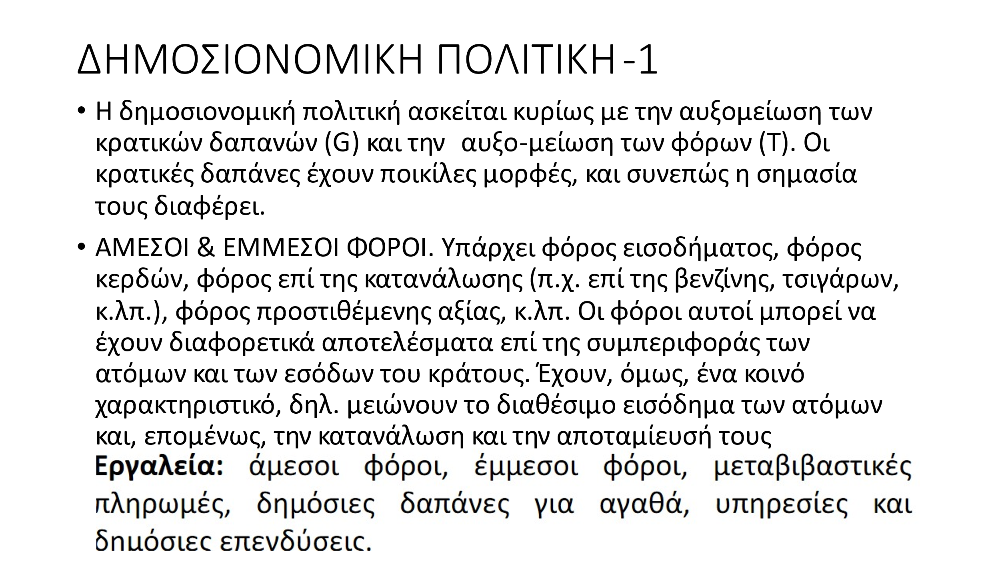 ΔΗΜΟΣΙΟΝΟΜΙΚΗ ΠΟΛΙΤΙΚΗ -1
• Η δημοσιονομική πολιτική ασκείται κυρίως με την αυξομείωση των
κρατικών δαπανών (G) και την αυξο-μείωση των φόρων (Τ). Οι
κρατικές δαπάνες έχουν ποικίλες μορφές, και συνεπώς η σημασία
τους διαφέρει.
• ΑΜΕΣΟΙ & ΕΜΜΕΣΟΙ ΦΟΡΟΙ. Υπάρχει φόρος εισοδήματος, φόρος
κερδών, φόρος επί της κατανάλωσης (π.χ. επί της βενζίνης, τσιγάρων,
κ.λπ.), φόρος προστιθέμενης αξίας, κ.λπ. Οι φόροι αυτοί μπορεί να
έχουν διαφορετικά αποτελέσματα επί της συμπεριφοράς των
ατόμων και των εσόδων του κράτους. Έχουν, όμως, ένα κοινό
χαρακτηριστικό, δηλ. μειώνουν το διαθέσιμο εισόδημα των ατόμων
και, επομένως, την κατανάλωση και την αποταμίευσή τους
Εργαλεία: άμεσοι φόροι, έμμεσοι φόροι, μεταβιβαστικές
πληρωμές, δημόσιες δαπάνες για αγαθά, υπηρεσίες και
δημόσιες επενδύσεις.